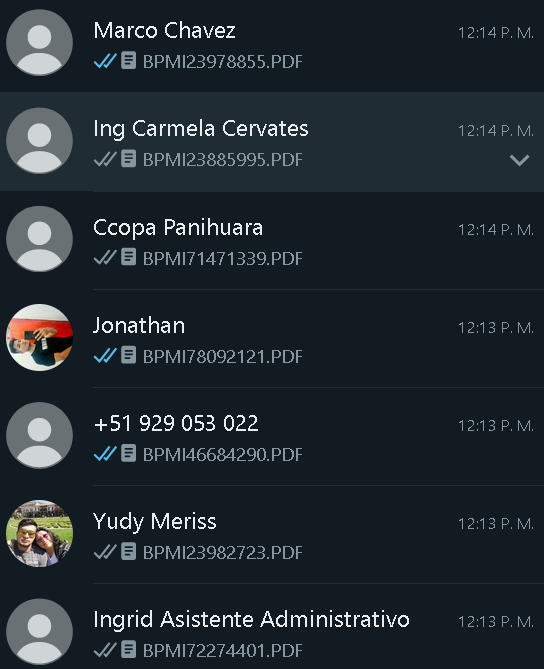 Marco Chavez
12:14 P. M.
BPMI23978855.PDF
Ing Carmela Cervates
12:14 P. M.
BPMI23885995.PDF
Ccopa Panihuara
12:14 P. M.
BPMI71471339.PDF
Jonathan
12:13 P. M.
BPMI78092121.PDF
+51 929 053 022
12:13 P. M.
BPMI46684290.PDF
Yudy Meriss
12:13 P. M.
BPMI23982723.PDF
Ingrid Asistente Administrativo
12:13 P. M.
BPMI72274401.PDF